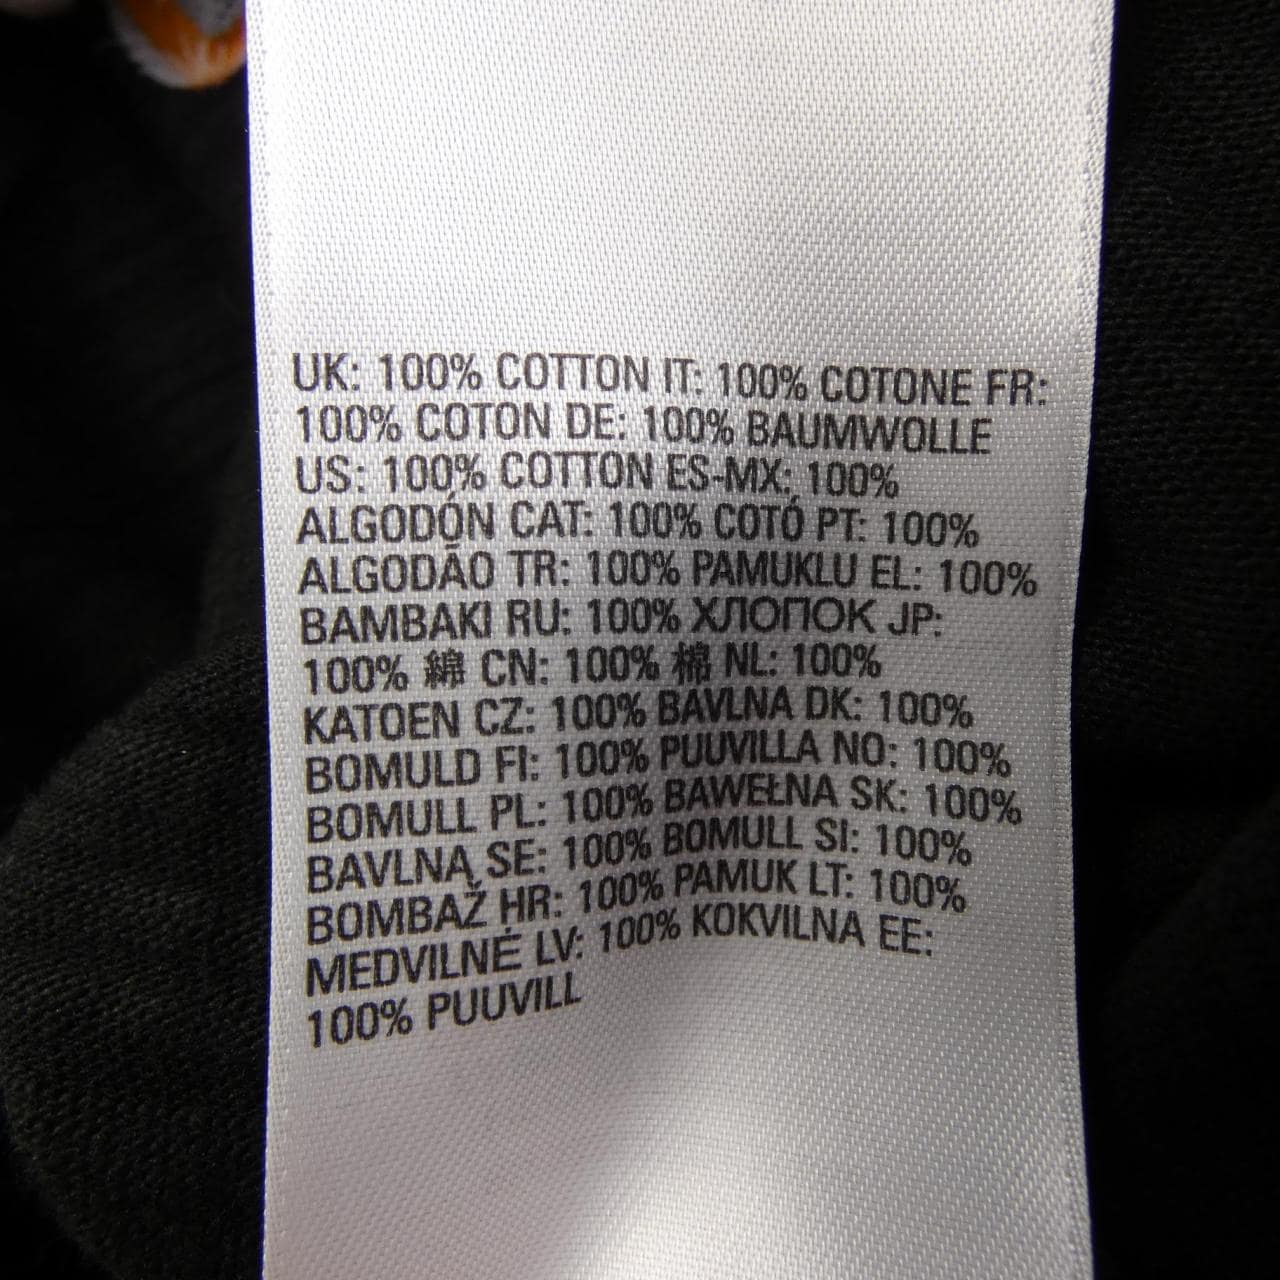 UK: 100% COTTON IT: 100% COTONE FR:
100% COTON DE: 100% BAUMWOLLE
US: 100% COTTON ES-MX: 100%
ALGODÓN CAT: 100% COTÓ PT: 100%
ALGODÃO TR: 100% PAMUKLU EL: 100%
BAMBAKI RU: 100% ХЛОПОК JP:
100% 綿 CN: 100% 棉 NL: 100%
KATOEN CZ: 100% BAVLNA DK: 100%
BOMULD FI: 100% PUUVILLA NO: 100%
BOMULL PL: 100% BAWEŁNA SK: 100%
BAVLNA SE: 100% BOMULL SI: 100%
BOMBAŽ HR: 100% PAMUK LT: 100%
MEDVILNĖ LV: 100% KOKVILNA EE:
100% PUUVILL